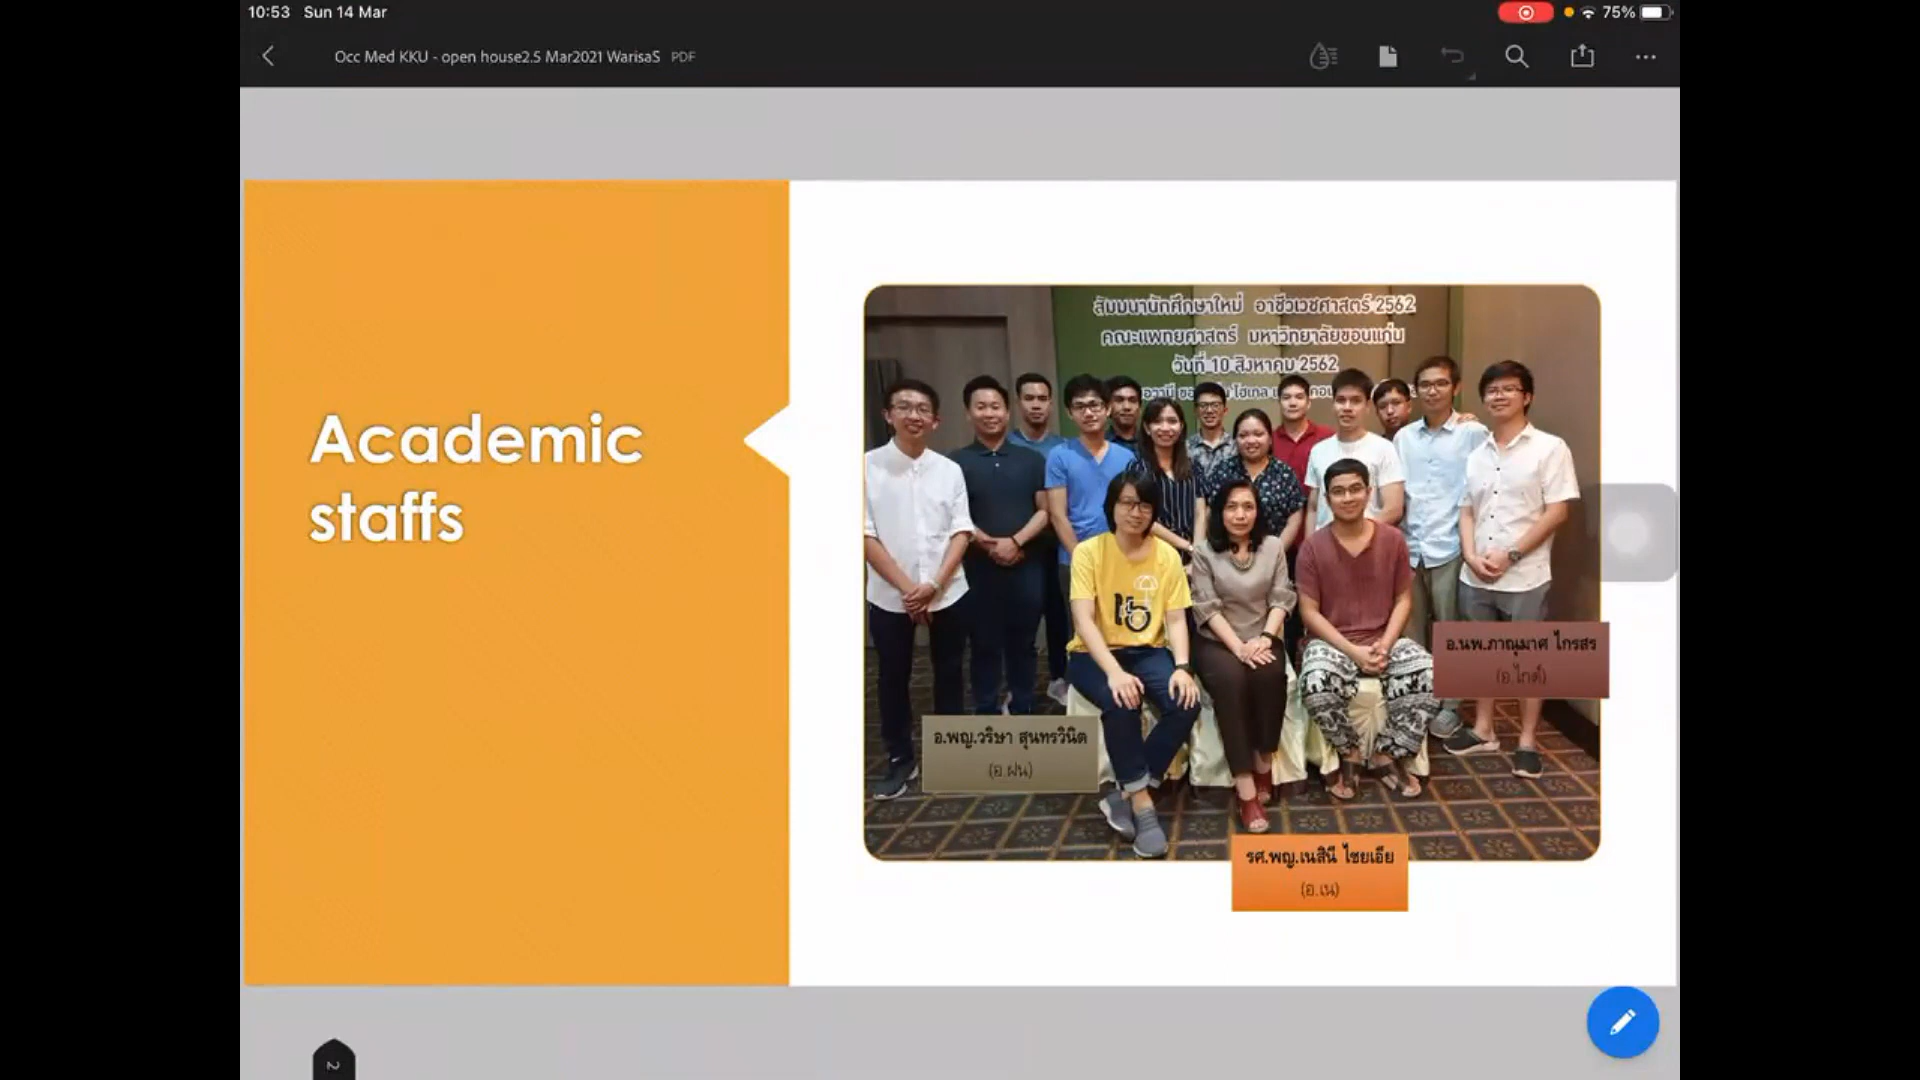 10:53 Sun 14 Mar
75%
Occ Med KKU - open house2.5 Mar2021 WarisaS PDF
Academic
staffs
สัมมนานักศึกษาใหม่ อาชีวเวชศาสตร์ 2562
คณะแพทยศาสตร์ มหาวิทยาลัยขอนแก่น
วันที่ 10 สิงหาคม 2562
อ.นพ.ภาณุมาศ ไกรสร
(อ.ไกด์)
อ.พญ.วริษา สุนทรวินิต
(อ.ฝน)
รศ.พญ.เนสินี ไชยเอีย
(อ.เน)
2